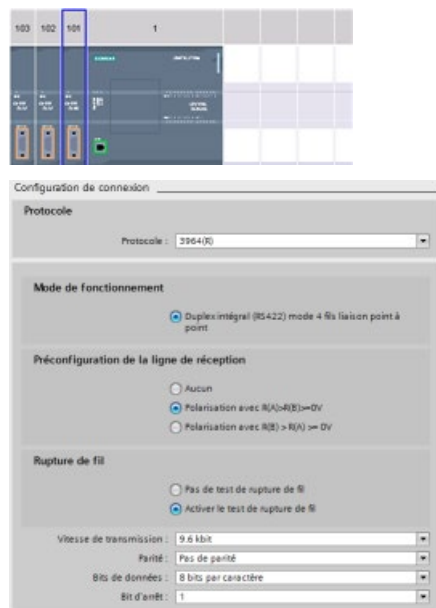 103 102 101 1
SIEMENS
Configuration de connexion
Protocole
Protocole : 3964(R)
Mode de fonctionnement
Duplex intégral (RS422) mode 4 fils liaison point à
point
Préconfiguration de la ligne de réception
Aucun
Polarisation avec R(A)>R(B)>=0V
Polarisation avec R(B) > R(A) >= 0V
Rupture de fil
Pas de test de rupture de fil
Activer le test de rupture de fil
Vitesse de transmission : 9.6 kbit
Parité : Pas de parité
Bits de données : 8 bits par caractère
Bit d'arrêt : 1